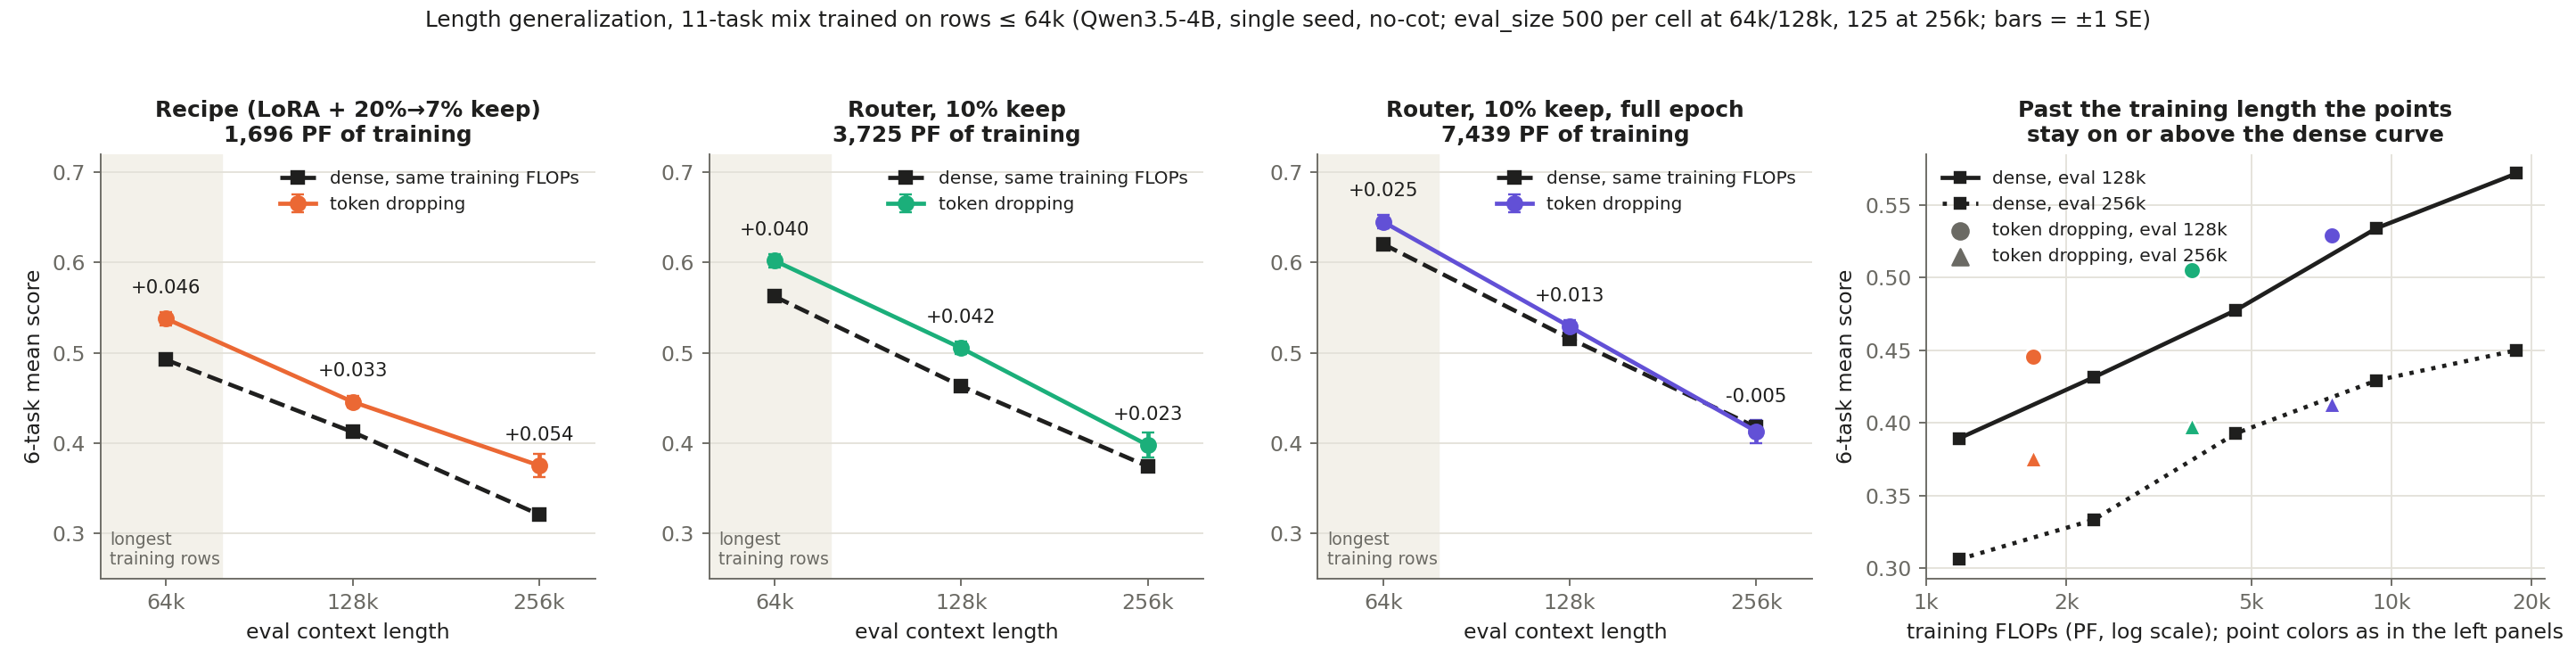 Length generalization, 11-task mix trained on rows ≤ 64k (Qwen3.5-4B, single seed, no-cot; eval_size 500 per cell at 64k/128k, 125 at 256k; bars = ±1 SE)
Recipe (LoRA + 20%→7% keep)
1,696 PF of training
dense, same training FLOPs
token dropping
+0.046
+0.033
+0.054
longest
training rows
0.7
0.6
0.5
0.4
0.3
6-task mean score
64k
128k
256k
eval context length
Router, 10% keep
3,725 PF of training
dense, same training FLOPs
token dropping
+0.040
+0.042
+0.023
longest
training rows
0.7
0.6
0.5
0.4
0.3
64k
128k
256k
eval context length
Router, 10% keep, full epoch
7,439 PF of training
dense, same training FLOPs
token dropping
+0.025
+0.013
-0.005
longest
training rows
0.7
0.6
0.5
0.4
0.3
64k
128k
256k
eval context length
Past the training length the points
stay on or above the dense curve
dense, eval 128k
dense, eval 256k
token dropping, eval 128k
token dropping, eval 256k
0.55
0.50
0.45
0.40
0.35
0.30
6-task mean score
1k
2k
5k
10k
20k
training FLOPs (PF, log scale); point colors as in the left panels